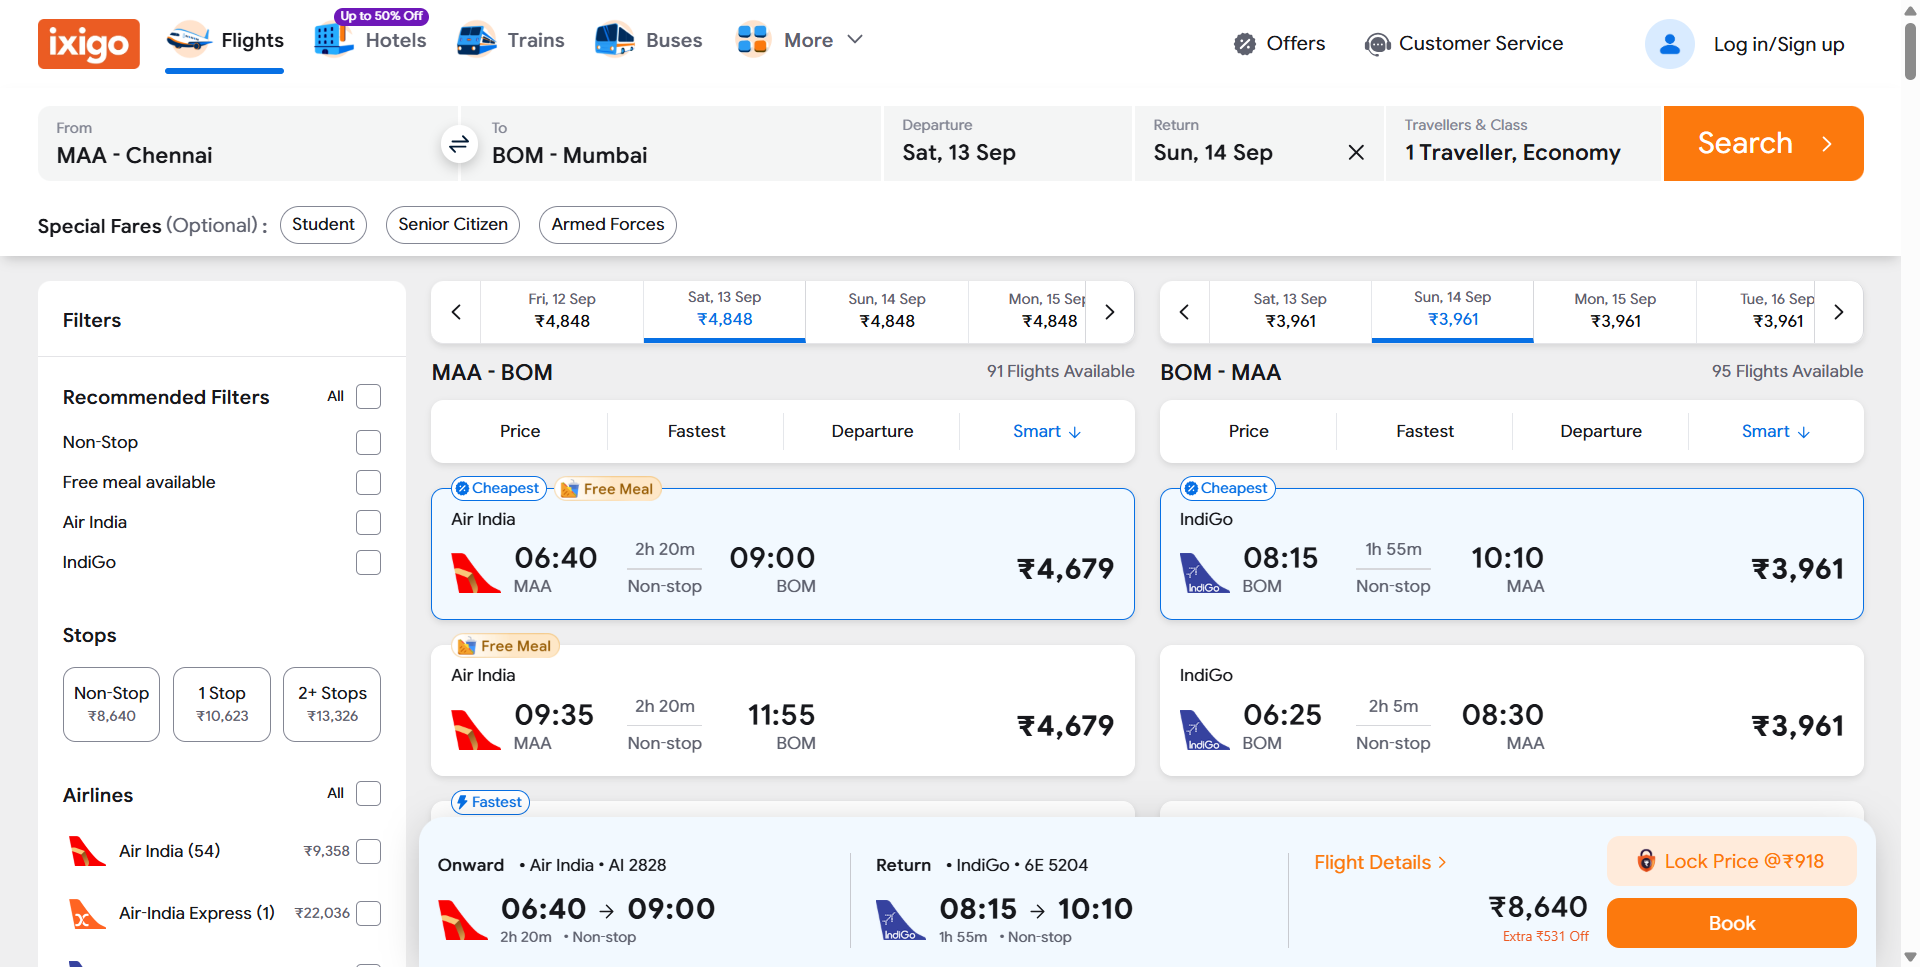 ixigo
Flights
Up to 50% Off
Hotels
Trains
Buses
More
Offers
Customer Service
Log in/Sign up
From
MAA - Chennai
To
BOM - Mumbai
Departure
Sat, 13 Sep
Return
Sun, 14 Sep
Travellers & Class
1 Traveller, Economy
Search
Special Fares (Optional) :
Student
Senior Citizen
Armed Forces
Filters
Recommended Filters
All
Non-Stop
Free meal available
Air India
IndiGo
Stops
Non-Stop
₹8,640
1 Stop
₹10,623
2+ Stops
₹13,326
Airlines
All
Air India (54)
₹9,358
Air-India Express (1)
₹22,036
Fri, 12 Sep
₹4,848
Sat, 13 Sep
₹4,848
Sun, 14 Sep
₹4,848
Mon, 15 Sep
₹4,848
MAA - BOM
91 Flights Available
Price
Fastest
Departure
Smart
Cheapest
Free Meal
Air India
06:40
MAA
2h 20m
Non-stop
09:00
BOM
₹4,679
Free Meal
Air India
09:35
MAA
2h 20m
Non-stop
11:55
BOM
₹4,679
Fastest
Sat, 13 Sep
₹3,961
Sun, 14 Sep
₹3,961
Mon, 15 Sep
₹3,961
Tue, 16 Sep
₹3,961
BOM - MAA
95 Flights Available
Price
Fastest
Departure
Smart
Cheapest
IndiGo
IndiGo
08:15
BOM
1h 55m
Non-stop
10:10
MAA
₹3,961
IndiGo
IndiGo
06:25
BOM
2h 5m
Non-stop
08:30
MAA
₹3,961
Onward • Air India • AI 2828
06:40 → 09:00
2h 20m • Non-stop
Return • IndiGo • 6E 5204
IndiGo
08:15 → 10:10
1h 55m • Non-stop
Flight Details
₹8,640
Extra ₹531 Off
Lock Price @₹918
Book